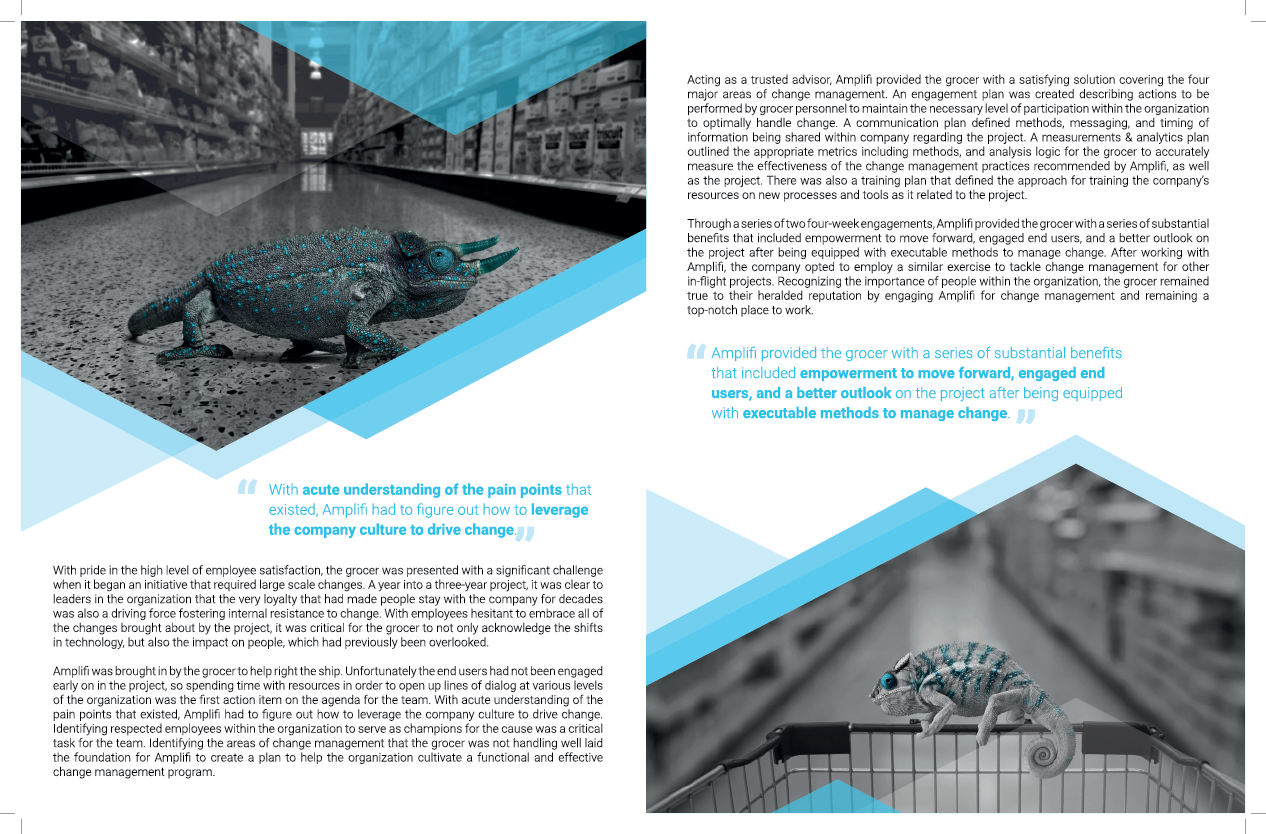 “ With acute understanding of the pain points that
existed, Amplifi had to figure out how to leverage
the company culture to drive change. ”
With pride in the high level of employee satisfaction, the grocer was presented with a significant challenge
when it began an initiative that required large scale changes. A year into a three-year project, it was clear to
leaders in the organization that the very loyalty that had made people stay with the company for decades
was also a driving force fostering internal resistance to change. With employees hesitant to embrace all of
the changes brought about by the project, it was critical for the grocer to not only acknowledge the shifts
in technology, but also the impact on people, which had previously been overlooked.
Amplifi was brought in by the grocer to help right the ship. Unfortunately the end users had not been engaged
early on in the project, so spending time with resources in order to open up lines of dialog at various levels
of the organization was the first action item on the agenda for the team. With acute understanding of the
pain points that existed, Amplifi had to figure out how to leverage the company culture to drive change.
Identifying respected employees within the organization to serve as champions for the cause was a critical
task for the team. Identifying the areas of change management that the grocer was not handling well laid
the foundation for Amplifi to create a plan to help the organization cultivate a functional and effective
change management program.
Acting as a trusted advisor, Amplifi provided the grocer with a satisfying solution covering the four
major areas of change management. An engagement plan was created describing actions to be
performed by grocer personnel to maintain the necessary level of participation within the organization
to optimally handle change. A communication plan defined methods, messaging, and timing of
information being shared within company regarding the project. A measurements & analytics plan
outlined the appropriate metrics including methods, and analysis logic for the grocer to accurately
measure the effectiveness of the change management practices recommended by Amplifi, as well
as the project. There was also a training plan that defined the approach for training the company's
resources on new processes and tools as it related to the project.
Through a series of two four-week engagements, Amplifi provided the grocer with a series of substantial
benefits that included empowerment to move forward, engaged end users, and a better outlook on
the project after being equipped with executable methods to manage change. After working with
Amplifi, the company opted to employ a similar exercise to tackle change management for other
in-flight projects. Recognizing the importance of people within the organization, the grocer remained
true to their heralded reputation by engaging Amplifi for change management and remaining a
top-notch place to work.
“ Amplifi provided the grocer with a series of substantial benefits
that included empowerment to move forward, engaged end
users, and a better outlook on the project after being equipped
with executable methods to manage change. ”